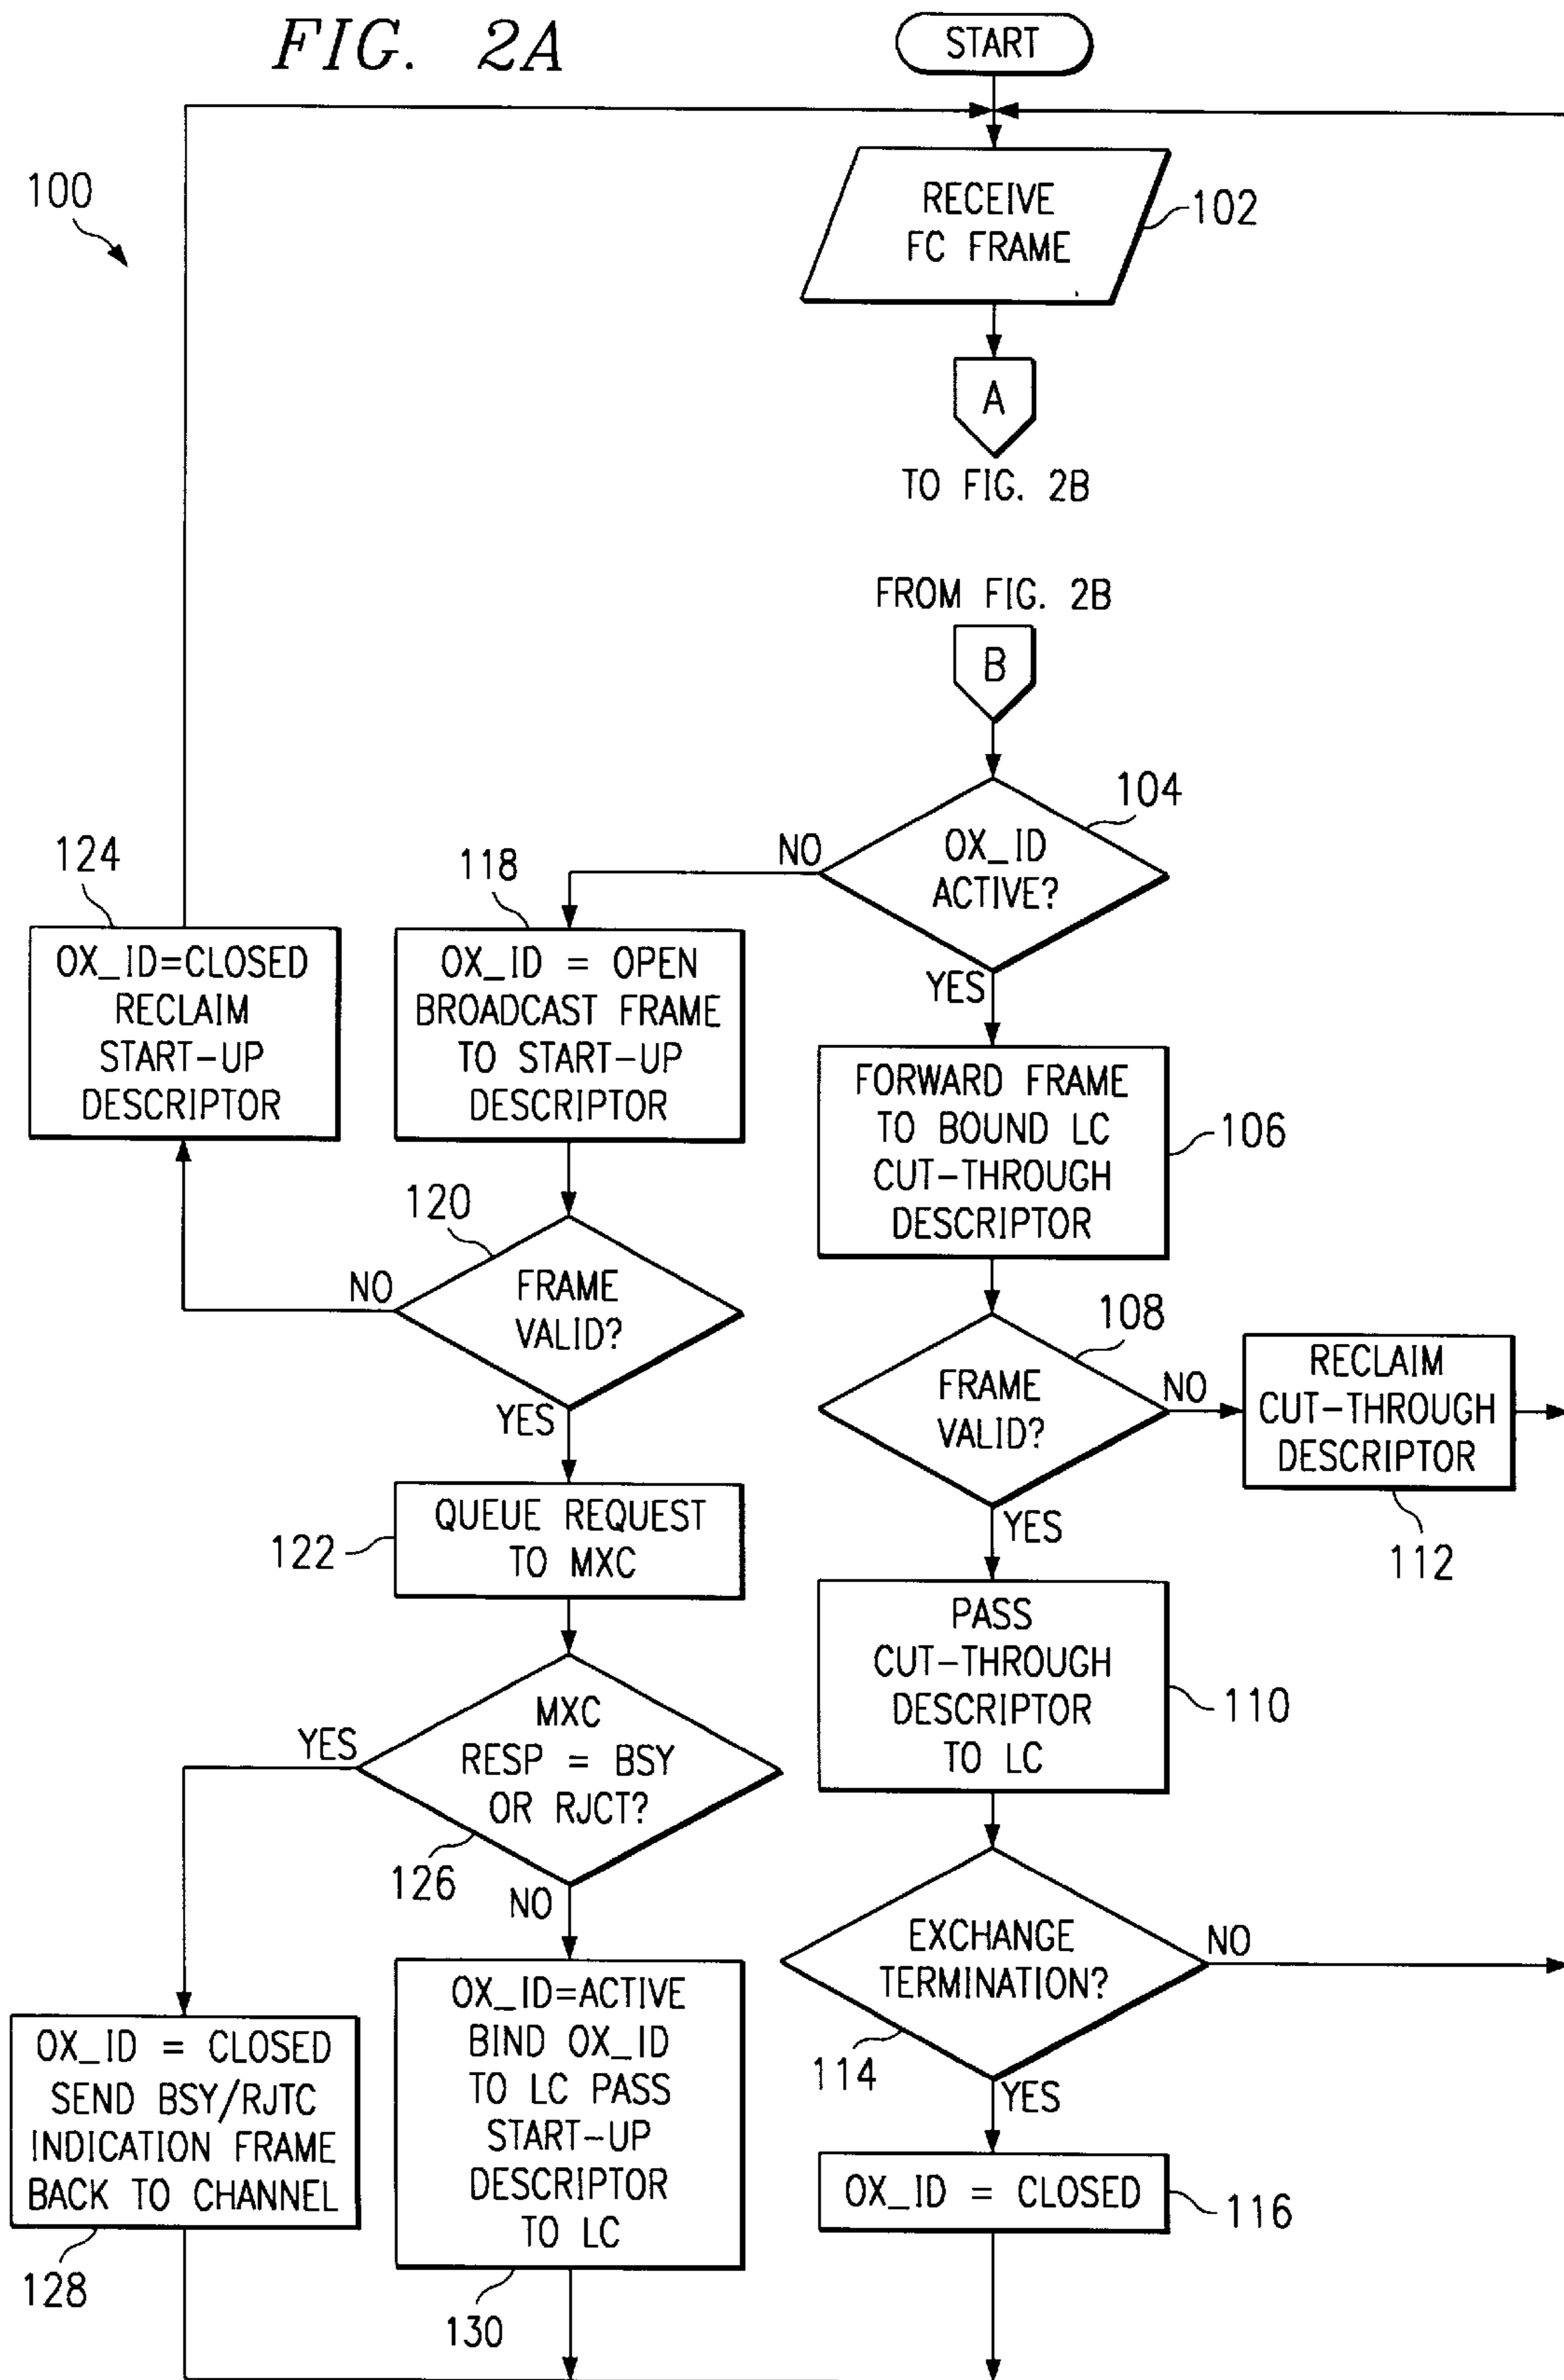 FIG. 2A
START
100
RECEIVE
FC FRAME
102
A
TO FIG. 2B
FROM FIG. 2B
B
104
OX_ID
ACTIVE?
NO
YES
118
OX_ID = OPEN
BROADCAST FRAME
TO START-UP
DESCRIPTOR
124
OX_ID=CLOSED
RECLAIM
START-UP
DESCRIPTOR
FORWARD FRAME
TO BOUND LC
CUT-THROUGH
DESCRIPTOR
106
120
FRAME
VALID?
NO
YES
108
FRAME
VALID?
NO
YES
RECLAIM
CUT-THROUGH
DESCRIPTOR
112
QUEUE REQUEST
TO MXC
122
PASS
CUT-THROUGH
DESCRIPTOR
TO LC
110
MXC
RESP = BSY
OR RJCT?
YES
126
NO
EXCHANGE
TERMINATION?
NO
114
YES
OX_ID = CLOSED
SEND BSY/RJTC
INDICATION FRAME
BACK TO CHANNEL
128
OX_ID=ACTIVE
BIND OX_ID
TO LC PASS
START-UP
DESCRIPTOR
TO LC
130
OX_ID = CLOSED
116